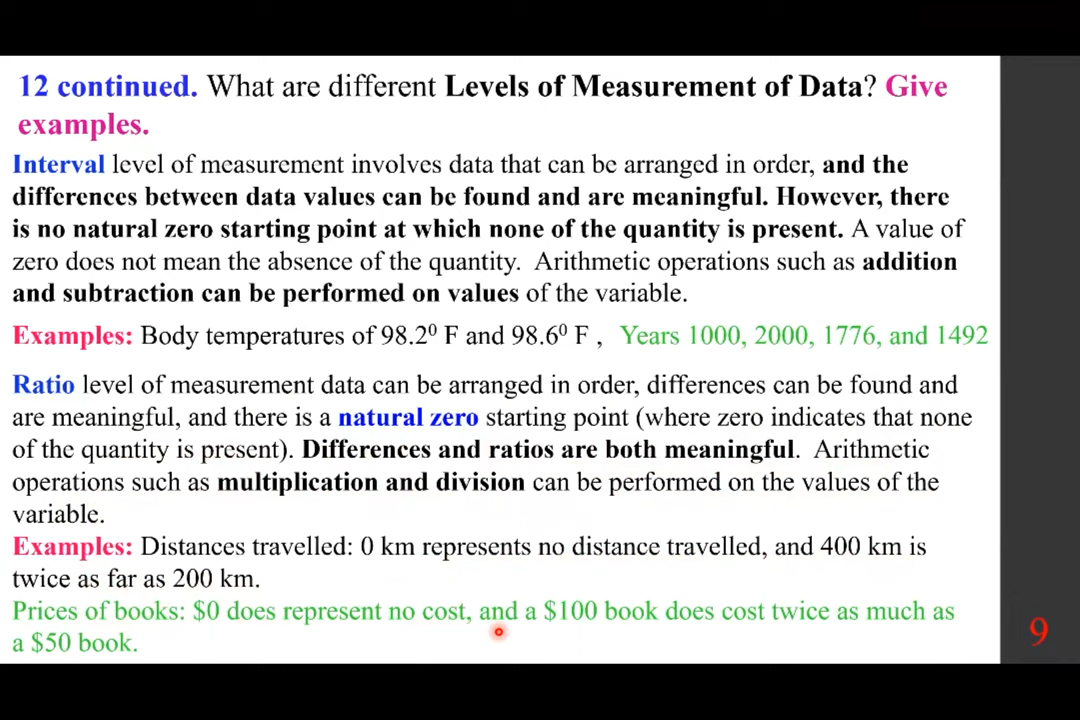 12 continued. What are different Levels of Measurement of Data? Give
examples.
Interval level of measurement involves data that can be arranged in order, and the
differences between data values can be found and are meaningful. However, there
is no natural zero starting point at which none of the quantity is present. A value of
zero does not mean the absence of the quantity. Arithmetic operations such as addition
and subtraction can be performed on values of the variable.
Examples: Body temperatures of 98.2⁰ F and 98.6⁰ F , Years 1000, 2000, 1776, and 1492
Ratio level of measurement data can be arranged in order, differences can be found and
are meaningful, and there is a natural zero starting point (where zero indicates that none
of the quantity is present). Differences and ratios are both meaningful. Arithmetic
operations such as multiplication and division can be performed on the values of the
variable.
Examples: Distances travelled: 0 km represents no distance travelled, and 400 km is
twice as far as 200 km.
Prices of books: $0 does represent no cost, and a $100 book does cost twice as much as
a $50 book.
9